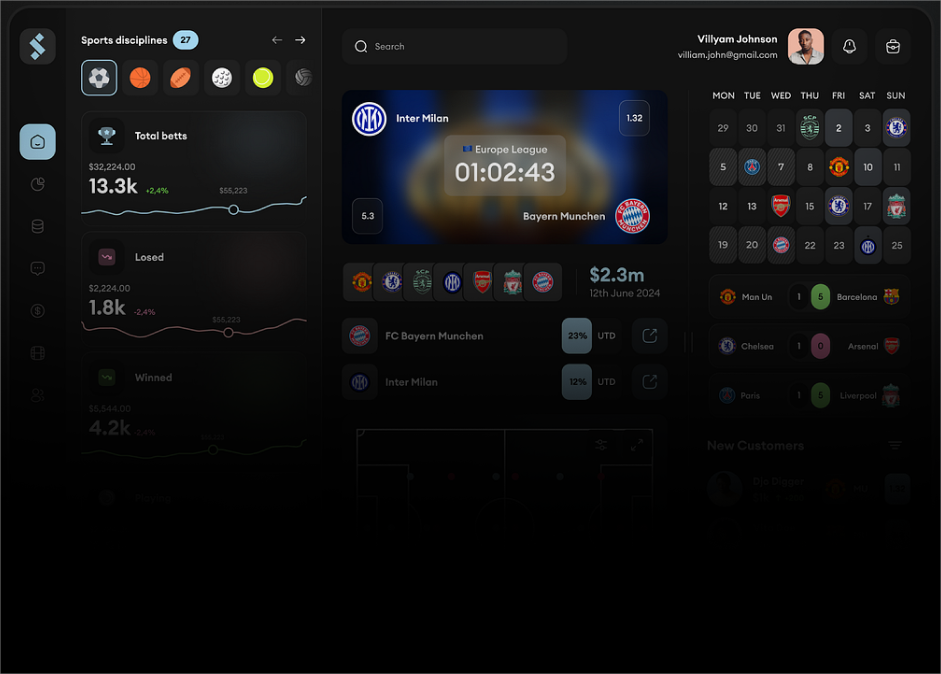 Sports disciplines 27
Total betts
$32,224.00
13.3k +2,4%
$55,223
Losed
$2,224.00
1.8k -2,4%
$55,223
Winned
$5,544.00
4.2k -2,4%
Search
Inter Milan
1.32
Europe League
01:02:43
5.3
Bayern Munchen
$2.3m
12th June 2024
FC Bayern Munchen 23% UTD
Inter Milan 12% UTD
Villyam Johnson
villiam.john@gmail.com
MON TUE WED THU FRI SAT SUN
29 30 31 2 3
5 7 8 10 11
12 13 15 17
19 20 22 23 25
Man Un 1 5 Barcelona
Chelsea 1 0 Arsenal
Paris 1 5 Liverpool
New Customers